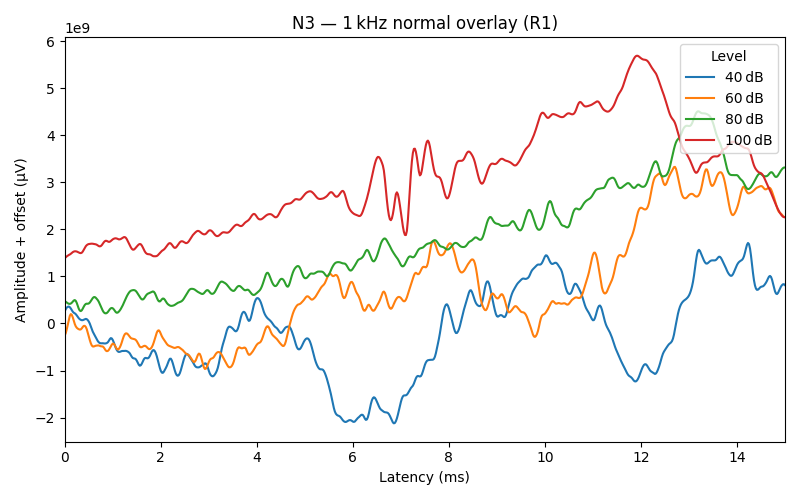 N3 — 1 kHz normal overlay (R1)
1e9
6
5
4
3
2
1
0
−1
−2
Amplitude + offset (μV)
0 2 4 6 8 10 12 14
Latency (ms)
Level
40 dB
60 dB
80 dB
100 dB